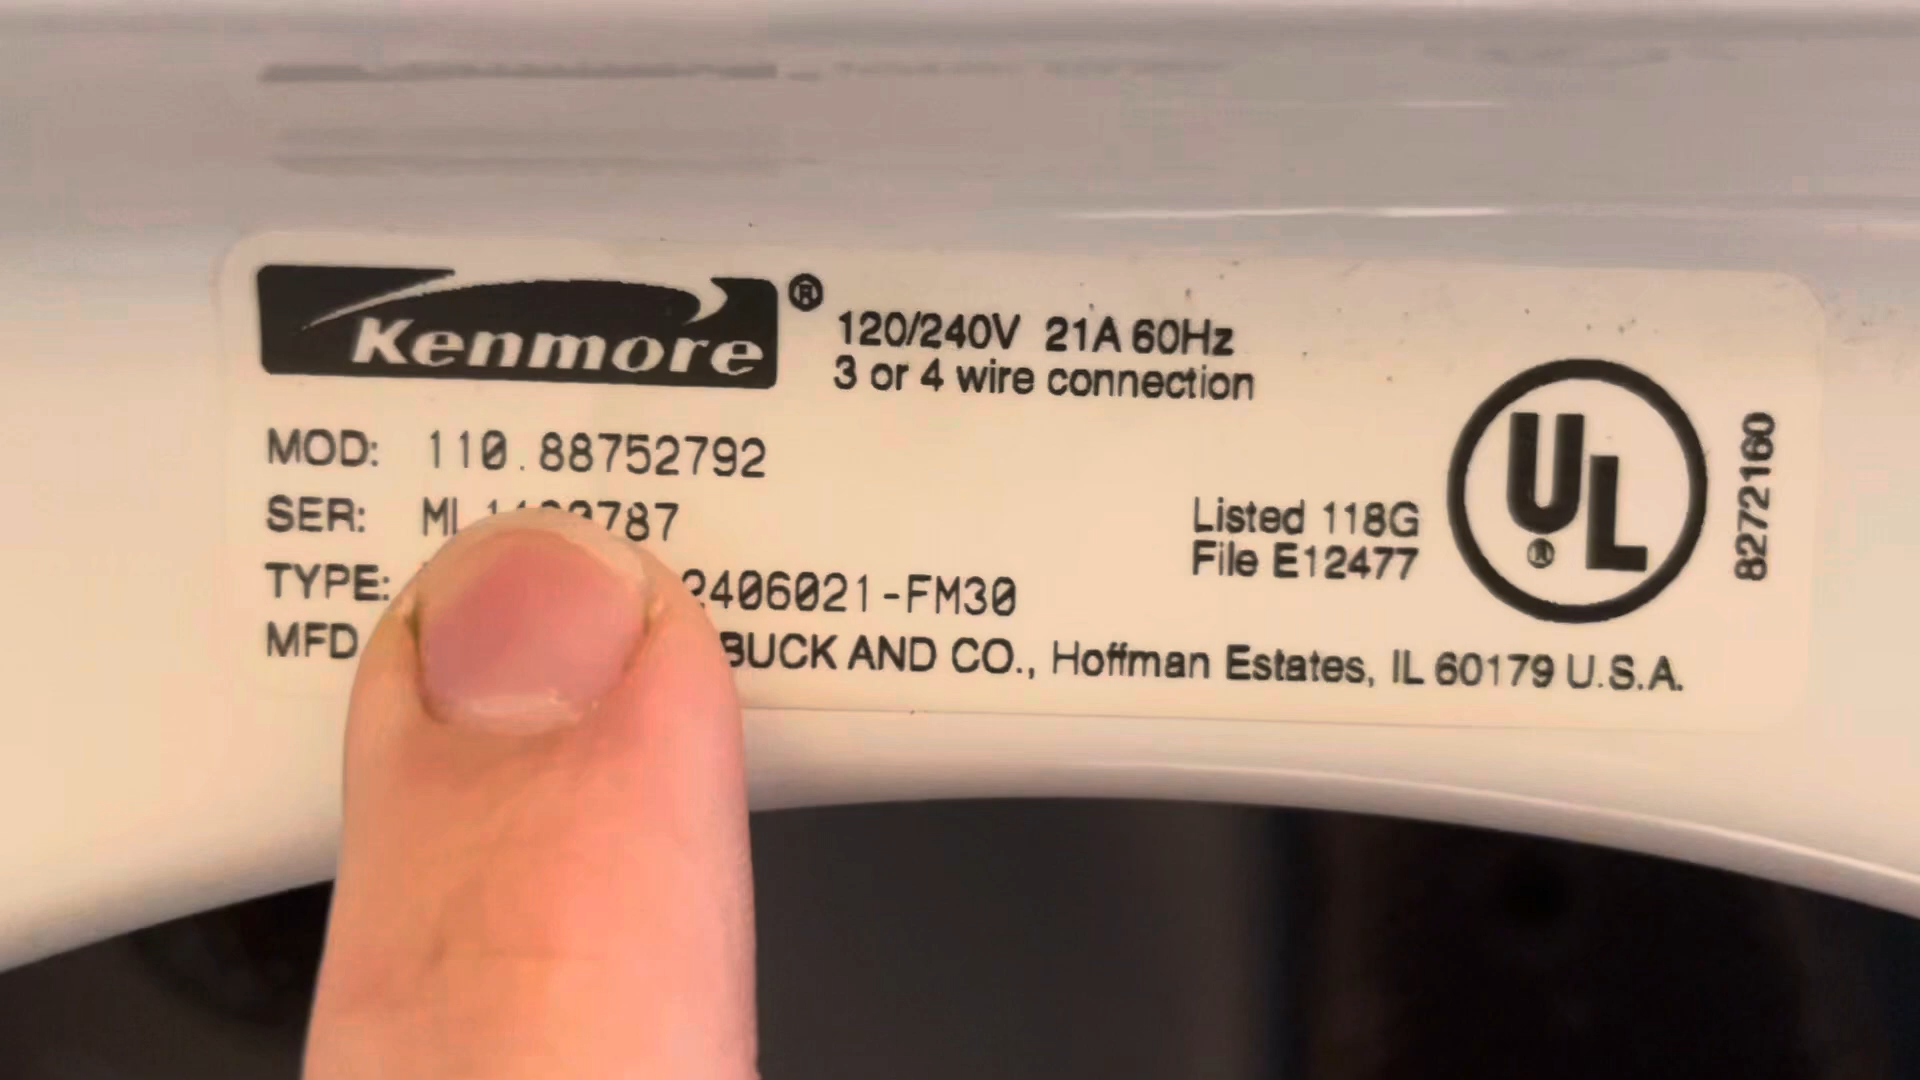 Kenmore®
120/240V 21A 60Hz
3 or 4 wire connection
MOD: 110.88752792
SER:
TYPE: 2406021-FM30
MFD BUCK AND CO., Hoffman Estates, IL 60179 U.S.A.
Listed 118G
File E12477
UL®
8272160